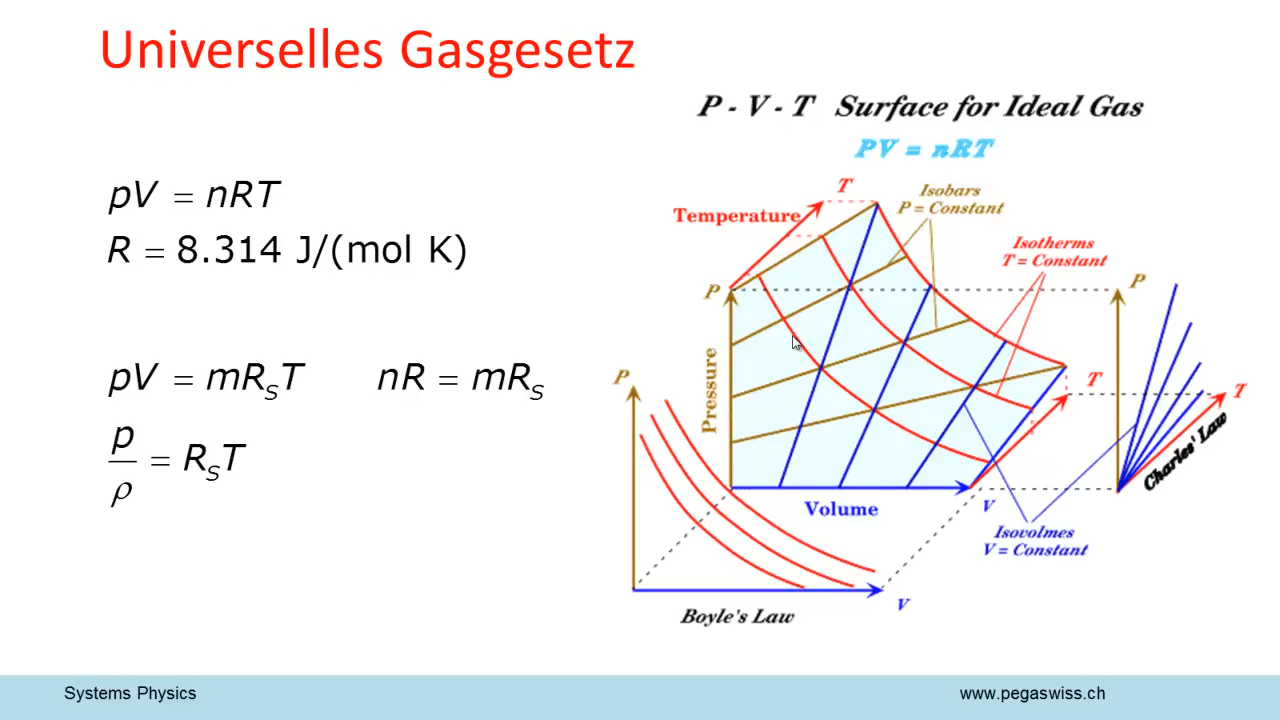 Universelles Gasgesetz
P - V - T Surface for Ideal Gas
PV = nRT
pV = nRT
R = 8.314 J/(mol K)
pV = mR_ST nR = mR_S
p/ρ = R_ST
T
Temperature
Isobars
P = Constant
Isotherms
T = Constant
P
P
Pressure
P
T
T
Charles' Law
Volume
V
Isovolmes
V = Constant
V
Boyle's Law
Systems Physics
www.pegaswiss.ch